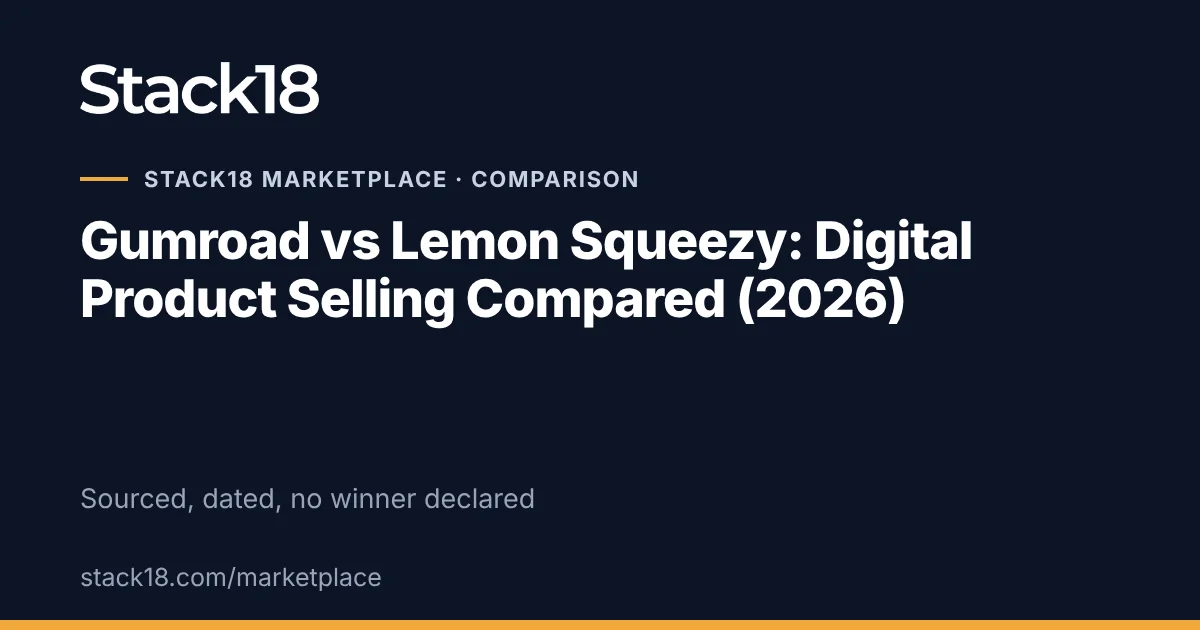 Stack18
STACK18 MARKETPLACE · COMPARISON
Gumroad vs Lemon Squeezy: Digital
Product Selling Compared (2026)
Sourced, dated, no winner declared
stack18.com/marketplace